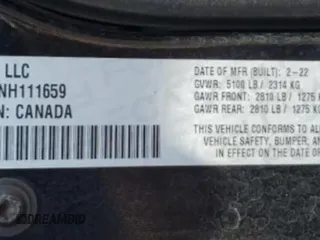 LLC
NH111659
N: CANADA
DATE OF MFR (BUILT): 2-22
GVWR: 5100 LB / 2314 KG
GAWR FRONT: 2810 LB / 1275 K
GAWR REAR: 2810 LB / 1275 KG
THIS VEHICLE CONFORMS TO AL
VEHICLE SAFETY, BUMPER, AND
IN EFFECT ON THE DATE OF
DREAMBID